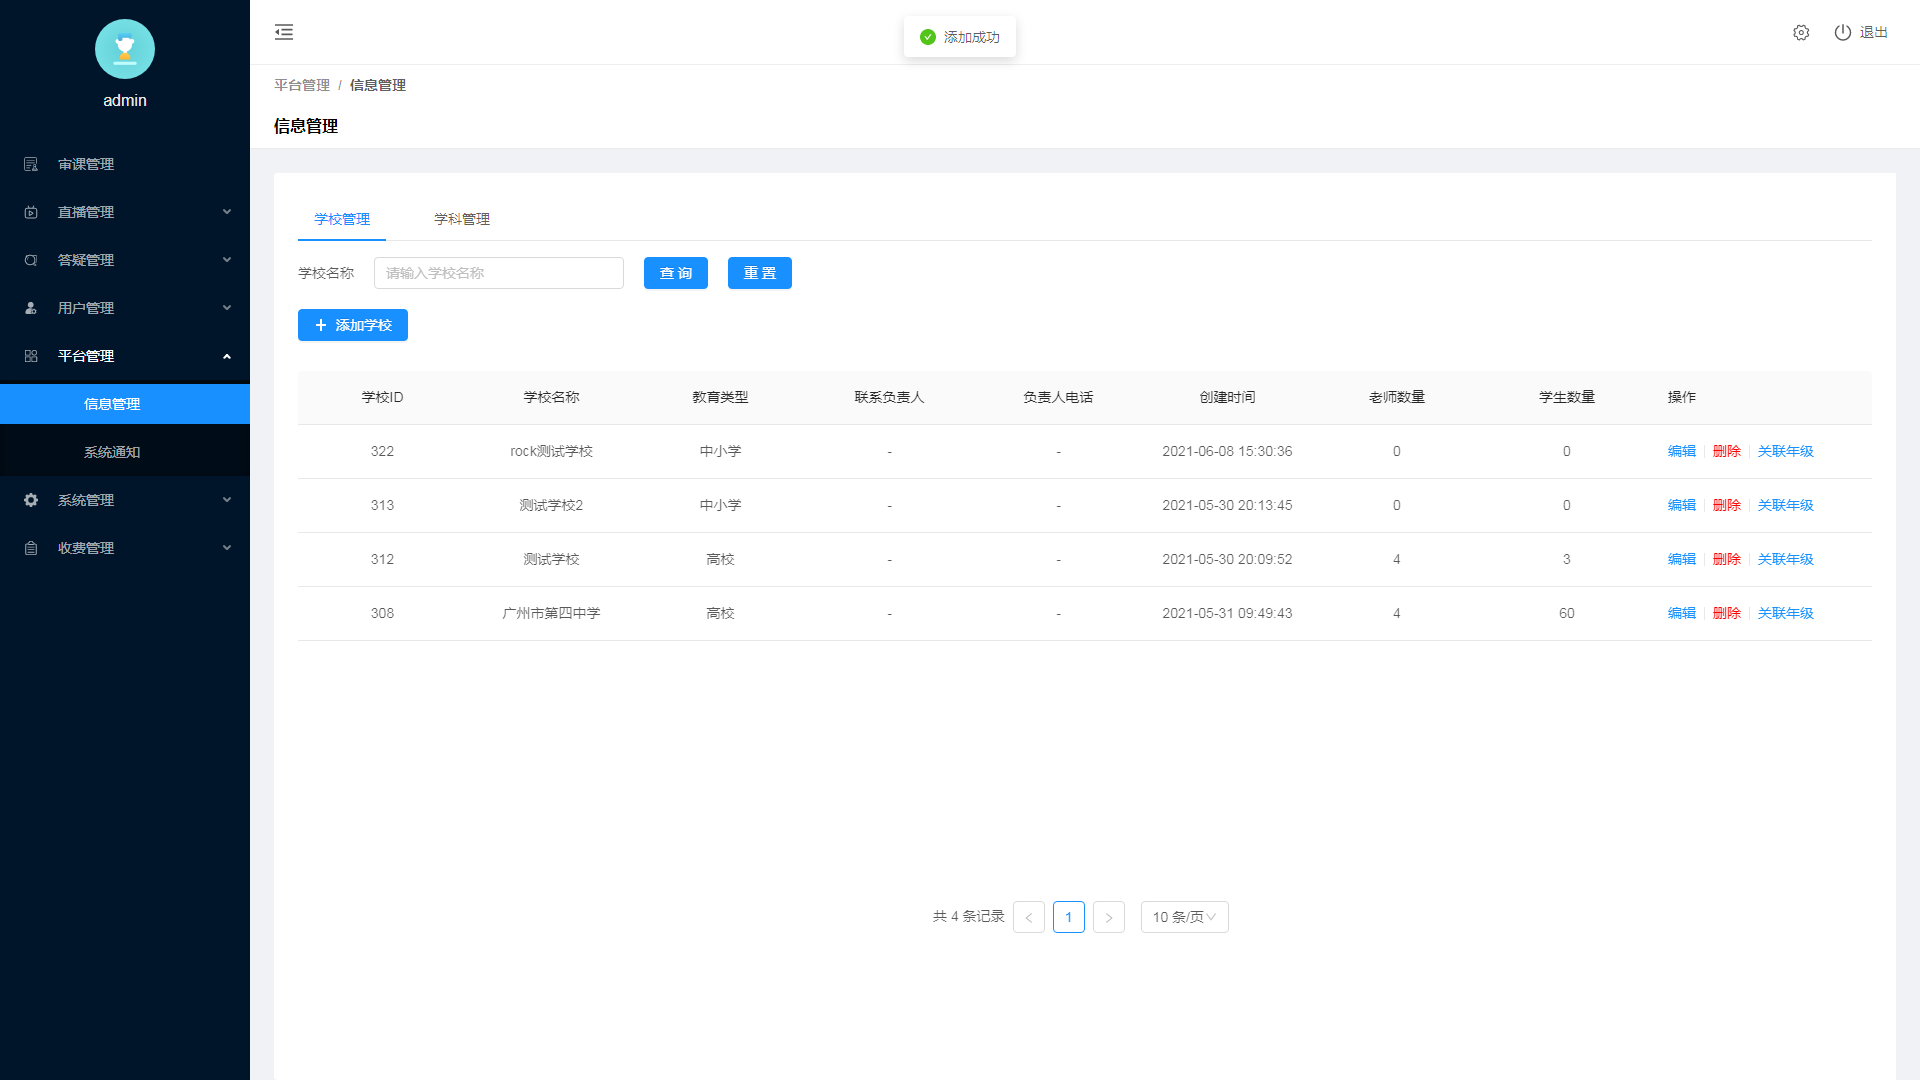 admin
审课管理
直播管理
答疑管理
用户管理
平台管理
信息管理
系统通知
系统管理
收费管理
添加成功
退出
平台管理 / 信息管理
信息管理
学校管理 学科管理
学校名称 请输入学校名称 查 询 重 置
+ 添加学校
学校ID 学校名称 教育类型 联系负责人 负责人电话 创建时间 老师数量 学生数量 操作
322 rock测试学校 中小学 - - 2021-06-08 15:30:36 0 0 编辑 删除 关联年级
313 测试学校2 中小学 - - 2021-05-30 20:13:45 0 0 编辑 删除 关联年级
312 测试学校 高校 - - 2021-05-30 20:09:52 4 3 编辑 删除 关联年级
308 广州市第四中学 高校 - - 2021-05-31 09:49:43 4 60 编辑 删除 关联年级
共 4 条记录 < 1 > 10 条/页